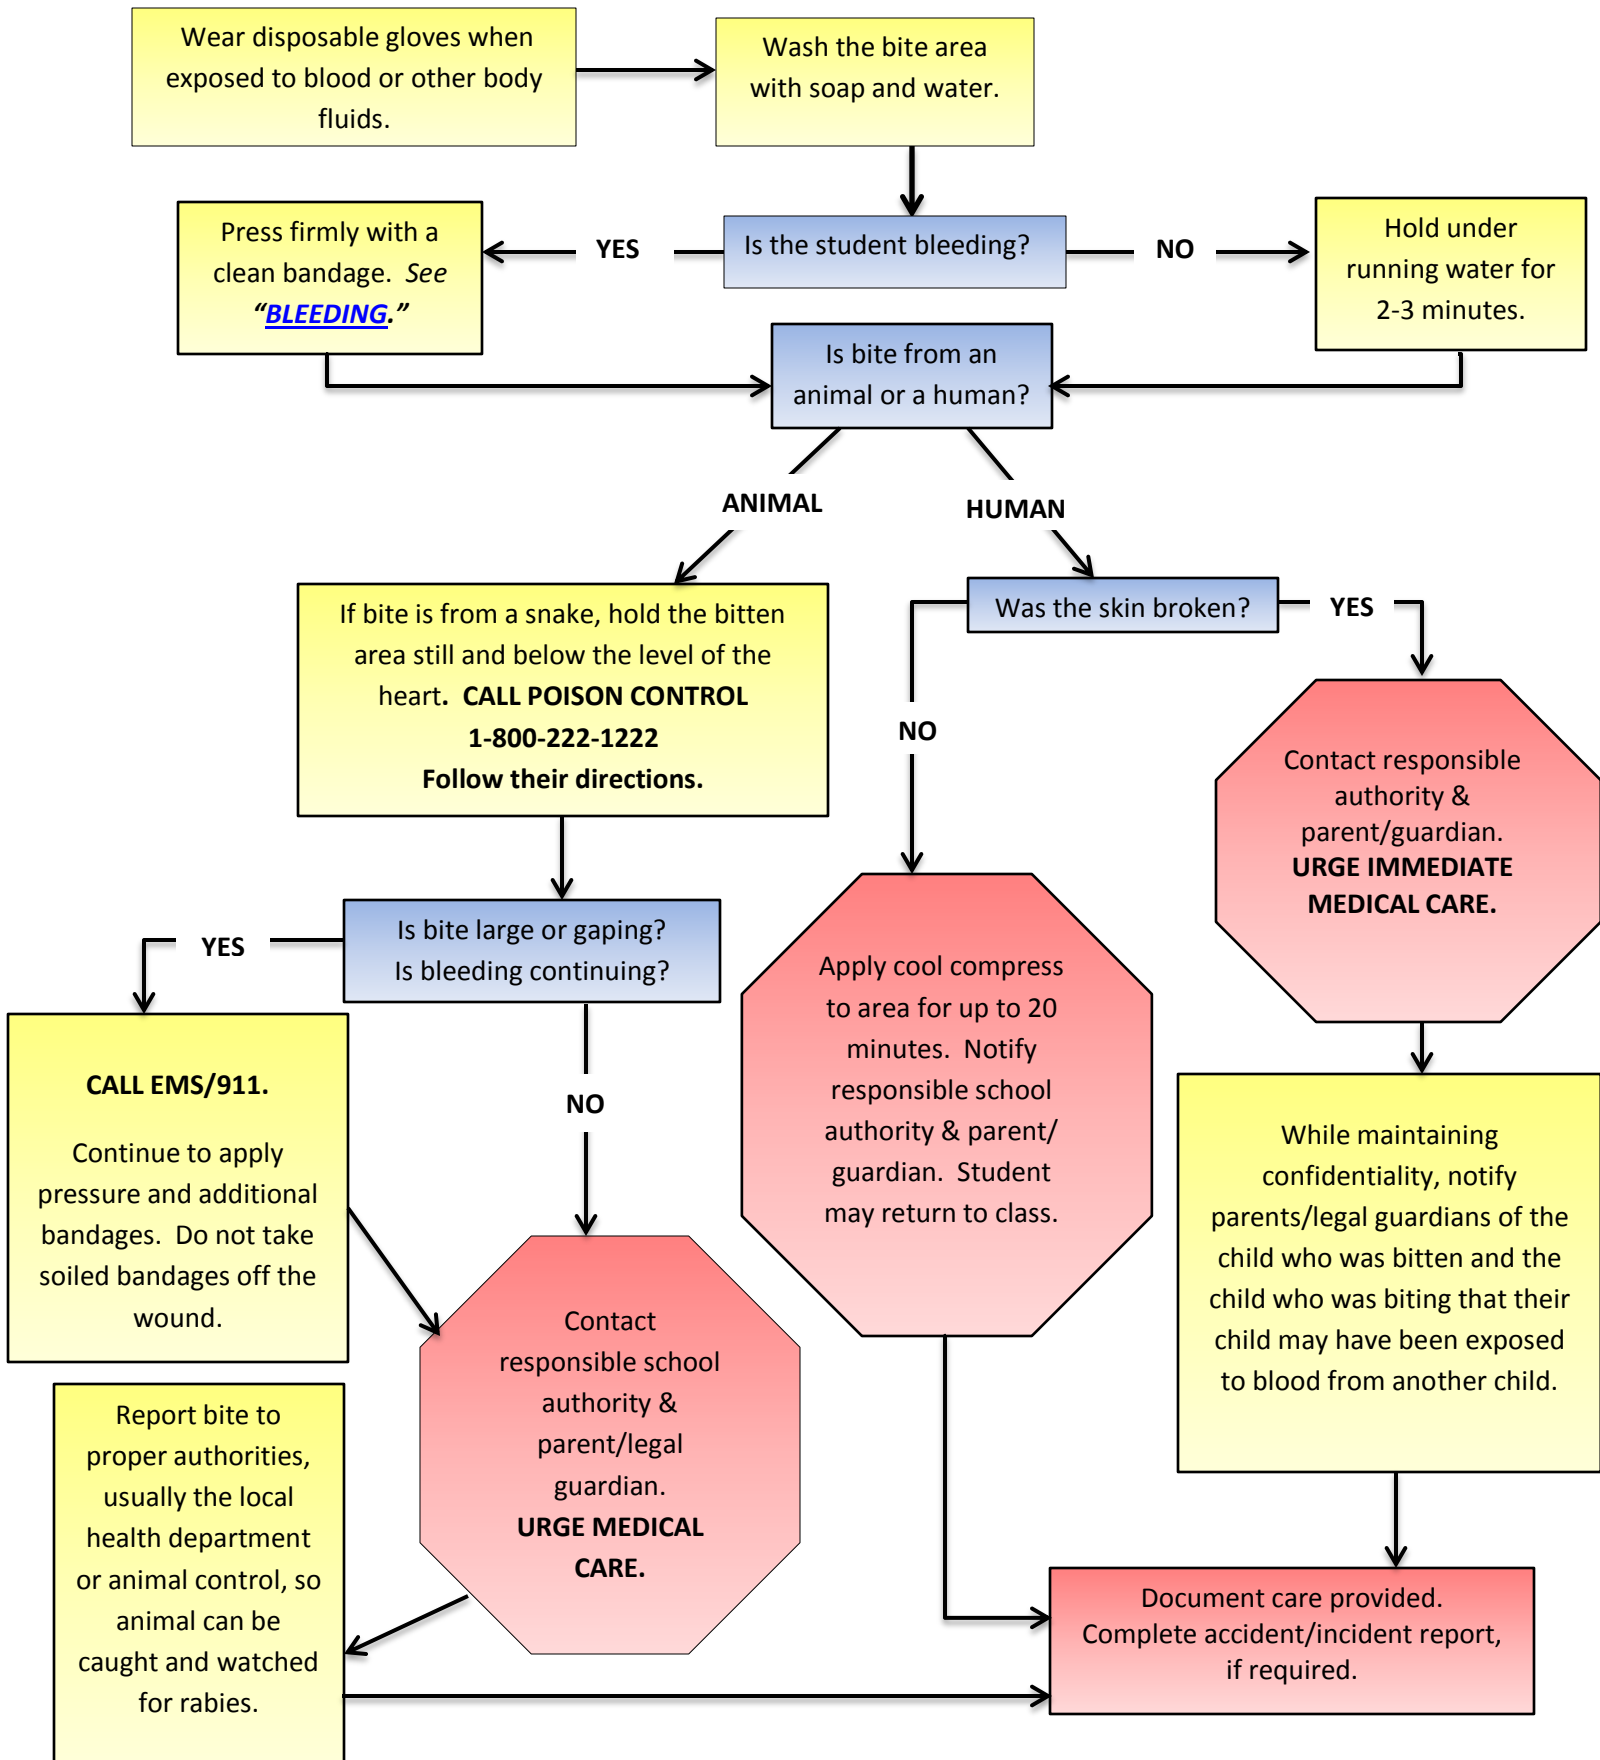 Wear disposable gloves when
exposed to blood or other body
fluids.
Wash the bite area
with soap and water.
Press firmly with a
clean bandage.  See
“BLEEDING.”
YES
Is the student bleeding?
NO
Hold under
running water for
2-3 minutes.
Is bite from an
animal or a human?
ANIMAL
HUMAN
If bite is from a snake, hold the bitten
area still and below the level of the
heart.  CALL POISON CONTROL
1-800-222-1222
Follow their directions.
Was the skin broken?
YES
NO
Contact responsible
authority &
parent/guardian.
URGE IMMEDIATE
MEDICAL CARE.
Is bite large or gaping?
Is bleeding continuing?
YES
NO
CALL EMS/911.
Continue to apply
pressure and additional
bandages.  Do not take
soiled bandages off the
wound.
Apply cool compress
to area for up to 20
minutes.  Notify
responsible school
authority & parent/
guardian.  Student
may return to class.
While maintaining
confidentiality, notify
parents/legal guardians of the
child who was bitten and the
child who was biting that their
child may have been exposed
to blood from another child.
Contact
responsible school
authority &
parent/legal
guardian.
URGE MEDICAL
CARE.
Report bite to
proper authorities,
usually the local
health department
or animal control, so
animal can be
caught and watched
for rabies.
Document care provided.
Complete accident/incident report,
if required.